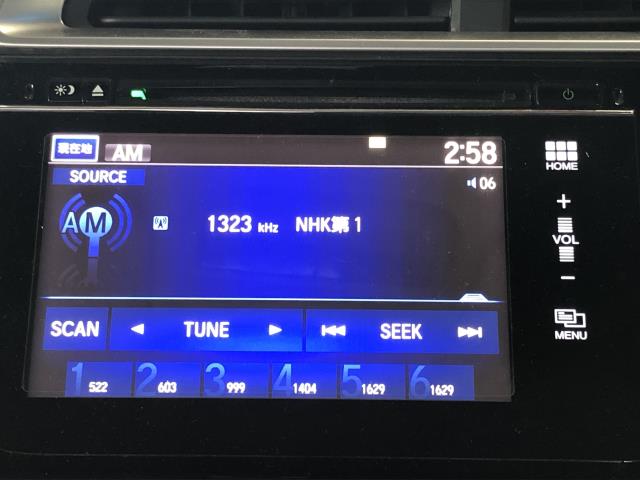 現在地 AM 2:58
SOURCE 06
AM 1323 kHz NHK第1
SCAN TUNE SEEK
1 522 2 603 3 999 4 1404 5 1629 6 1629
HOME
+
VOL
−
MENU